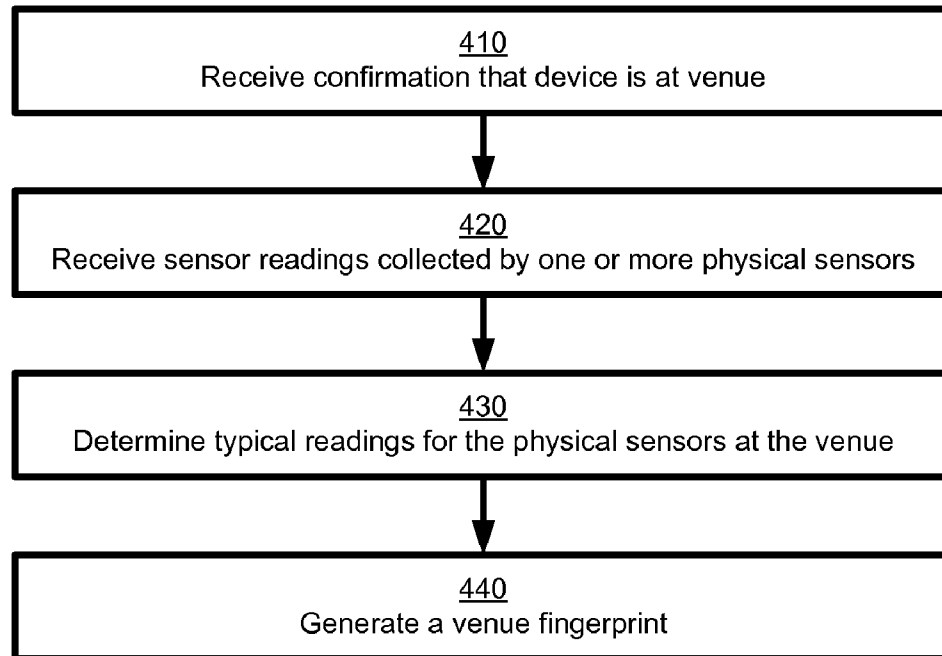 410
Receive confirmation that device is at venue
420
Receive sensor readings collected by one or more physical sensors
430
Determine typical readings for the physical sensors at the venue
440
Generate a venue fingerprint